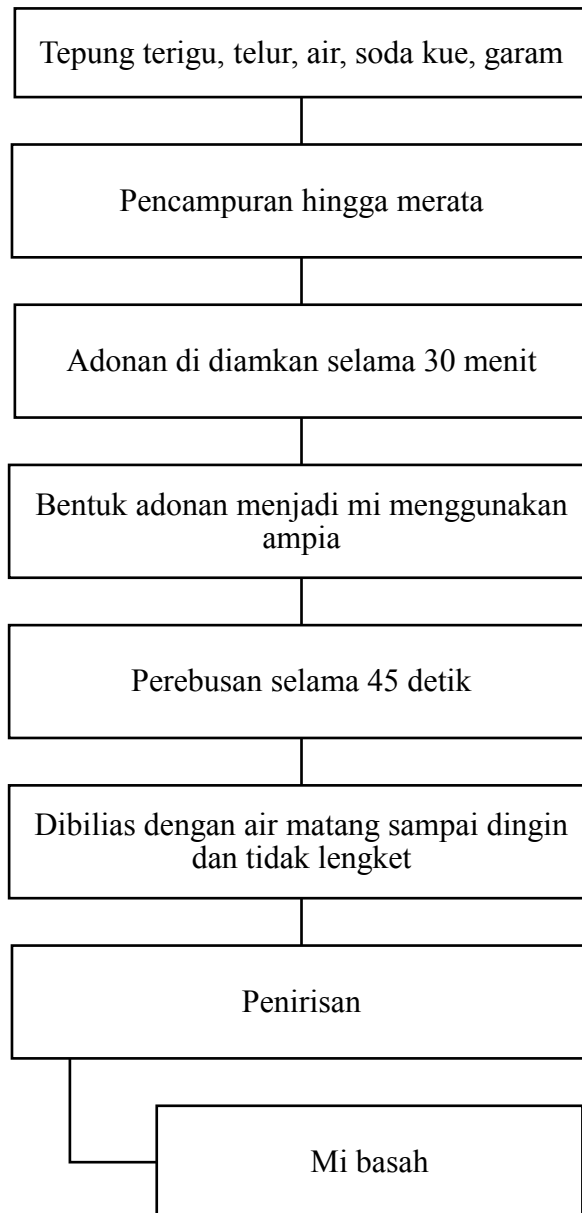 Tepung terigu, telur, air, soda kue, garam
Pencampuran hingga merata
Adonan di diamkan selama 30 menit
Bentuk adonan menjadi mi menggunakan
ampia
Perebusan selama 45 detik
Dibilias dengan air matang sampai dingin
dan tidak lengket
Penirisan
Mi basah